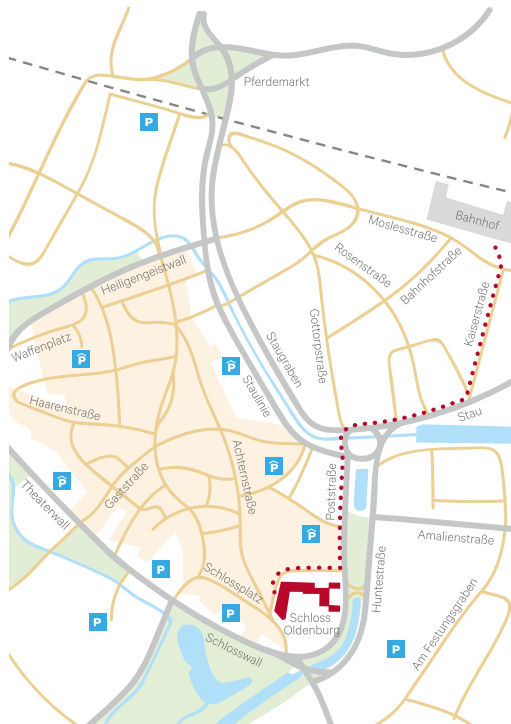 Pferdemarkt
P
Bahnhof
Moslesstraße
Rosenstraße
Bahnhofstraße
Heiligengeistwall
Kaiserstraße
Gottorpstraße
Staugraben
Waffenplatz
P
P
Staulinie
Haarenstraße
Stau
Achternstraße
P
Poststraße
P
Gaststraße
Theaterwall
P
Amalienstraße
P
Schlossplatz
Huntestraße
Am Festungsgraben
P
P
Schloss
Oldenburg
Schlosswall
P